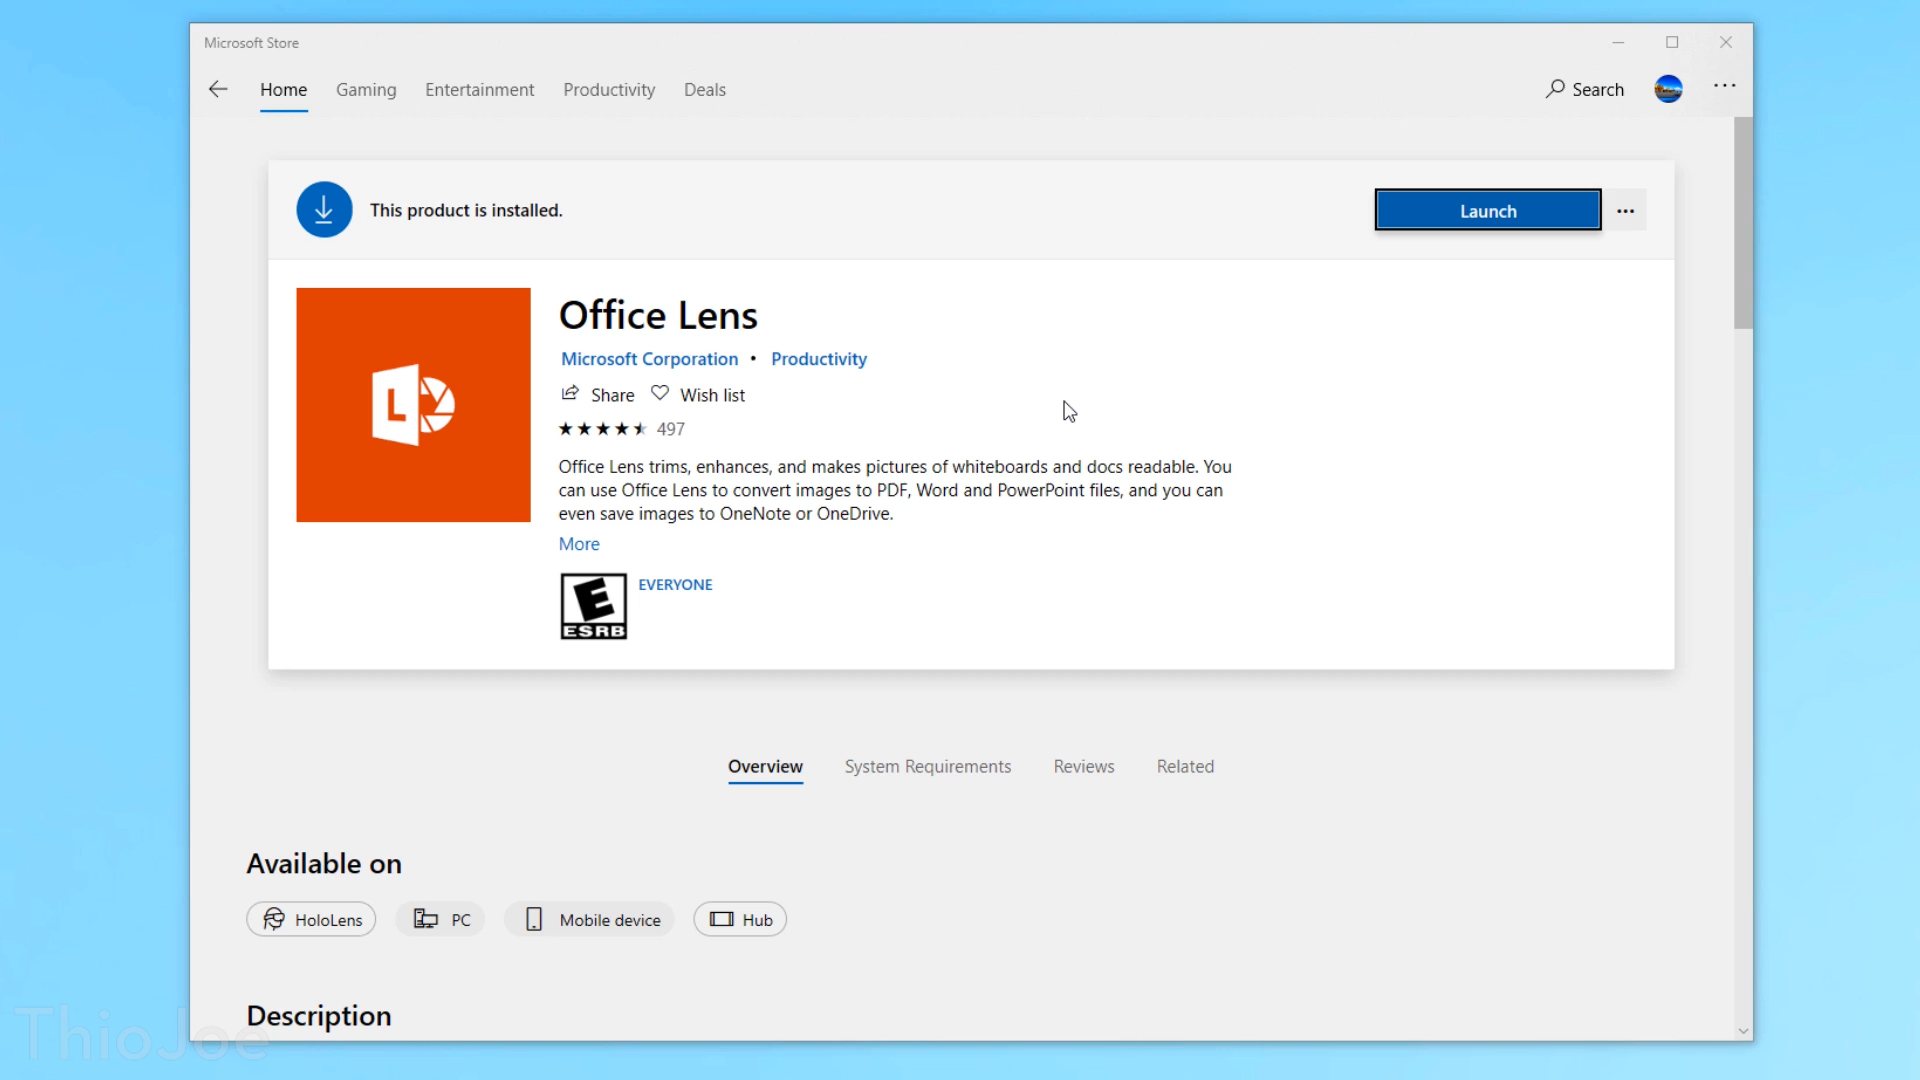 Microsoft Store
Home Gaming Entertainment Productivity Deals Search
This product is installed. Launch
Office Lens
Microsoft Corporation • Productivity
Share Wish list
497
Office Lens trims, enhances, and makes pictures of whiteboards and docs readable. You
can use Office Lens to convert images to PDF, Word and PowerPoint files, and you can
even save images to OneNote or OneDrive.
More
L
E
ESRB
EVERYONE
Overview System Requirements Reviews Related
Available on
HoloLens PC Mobile device Hub
Description
ThioJoe